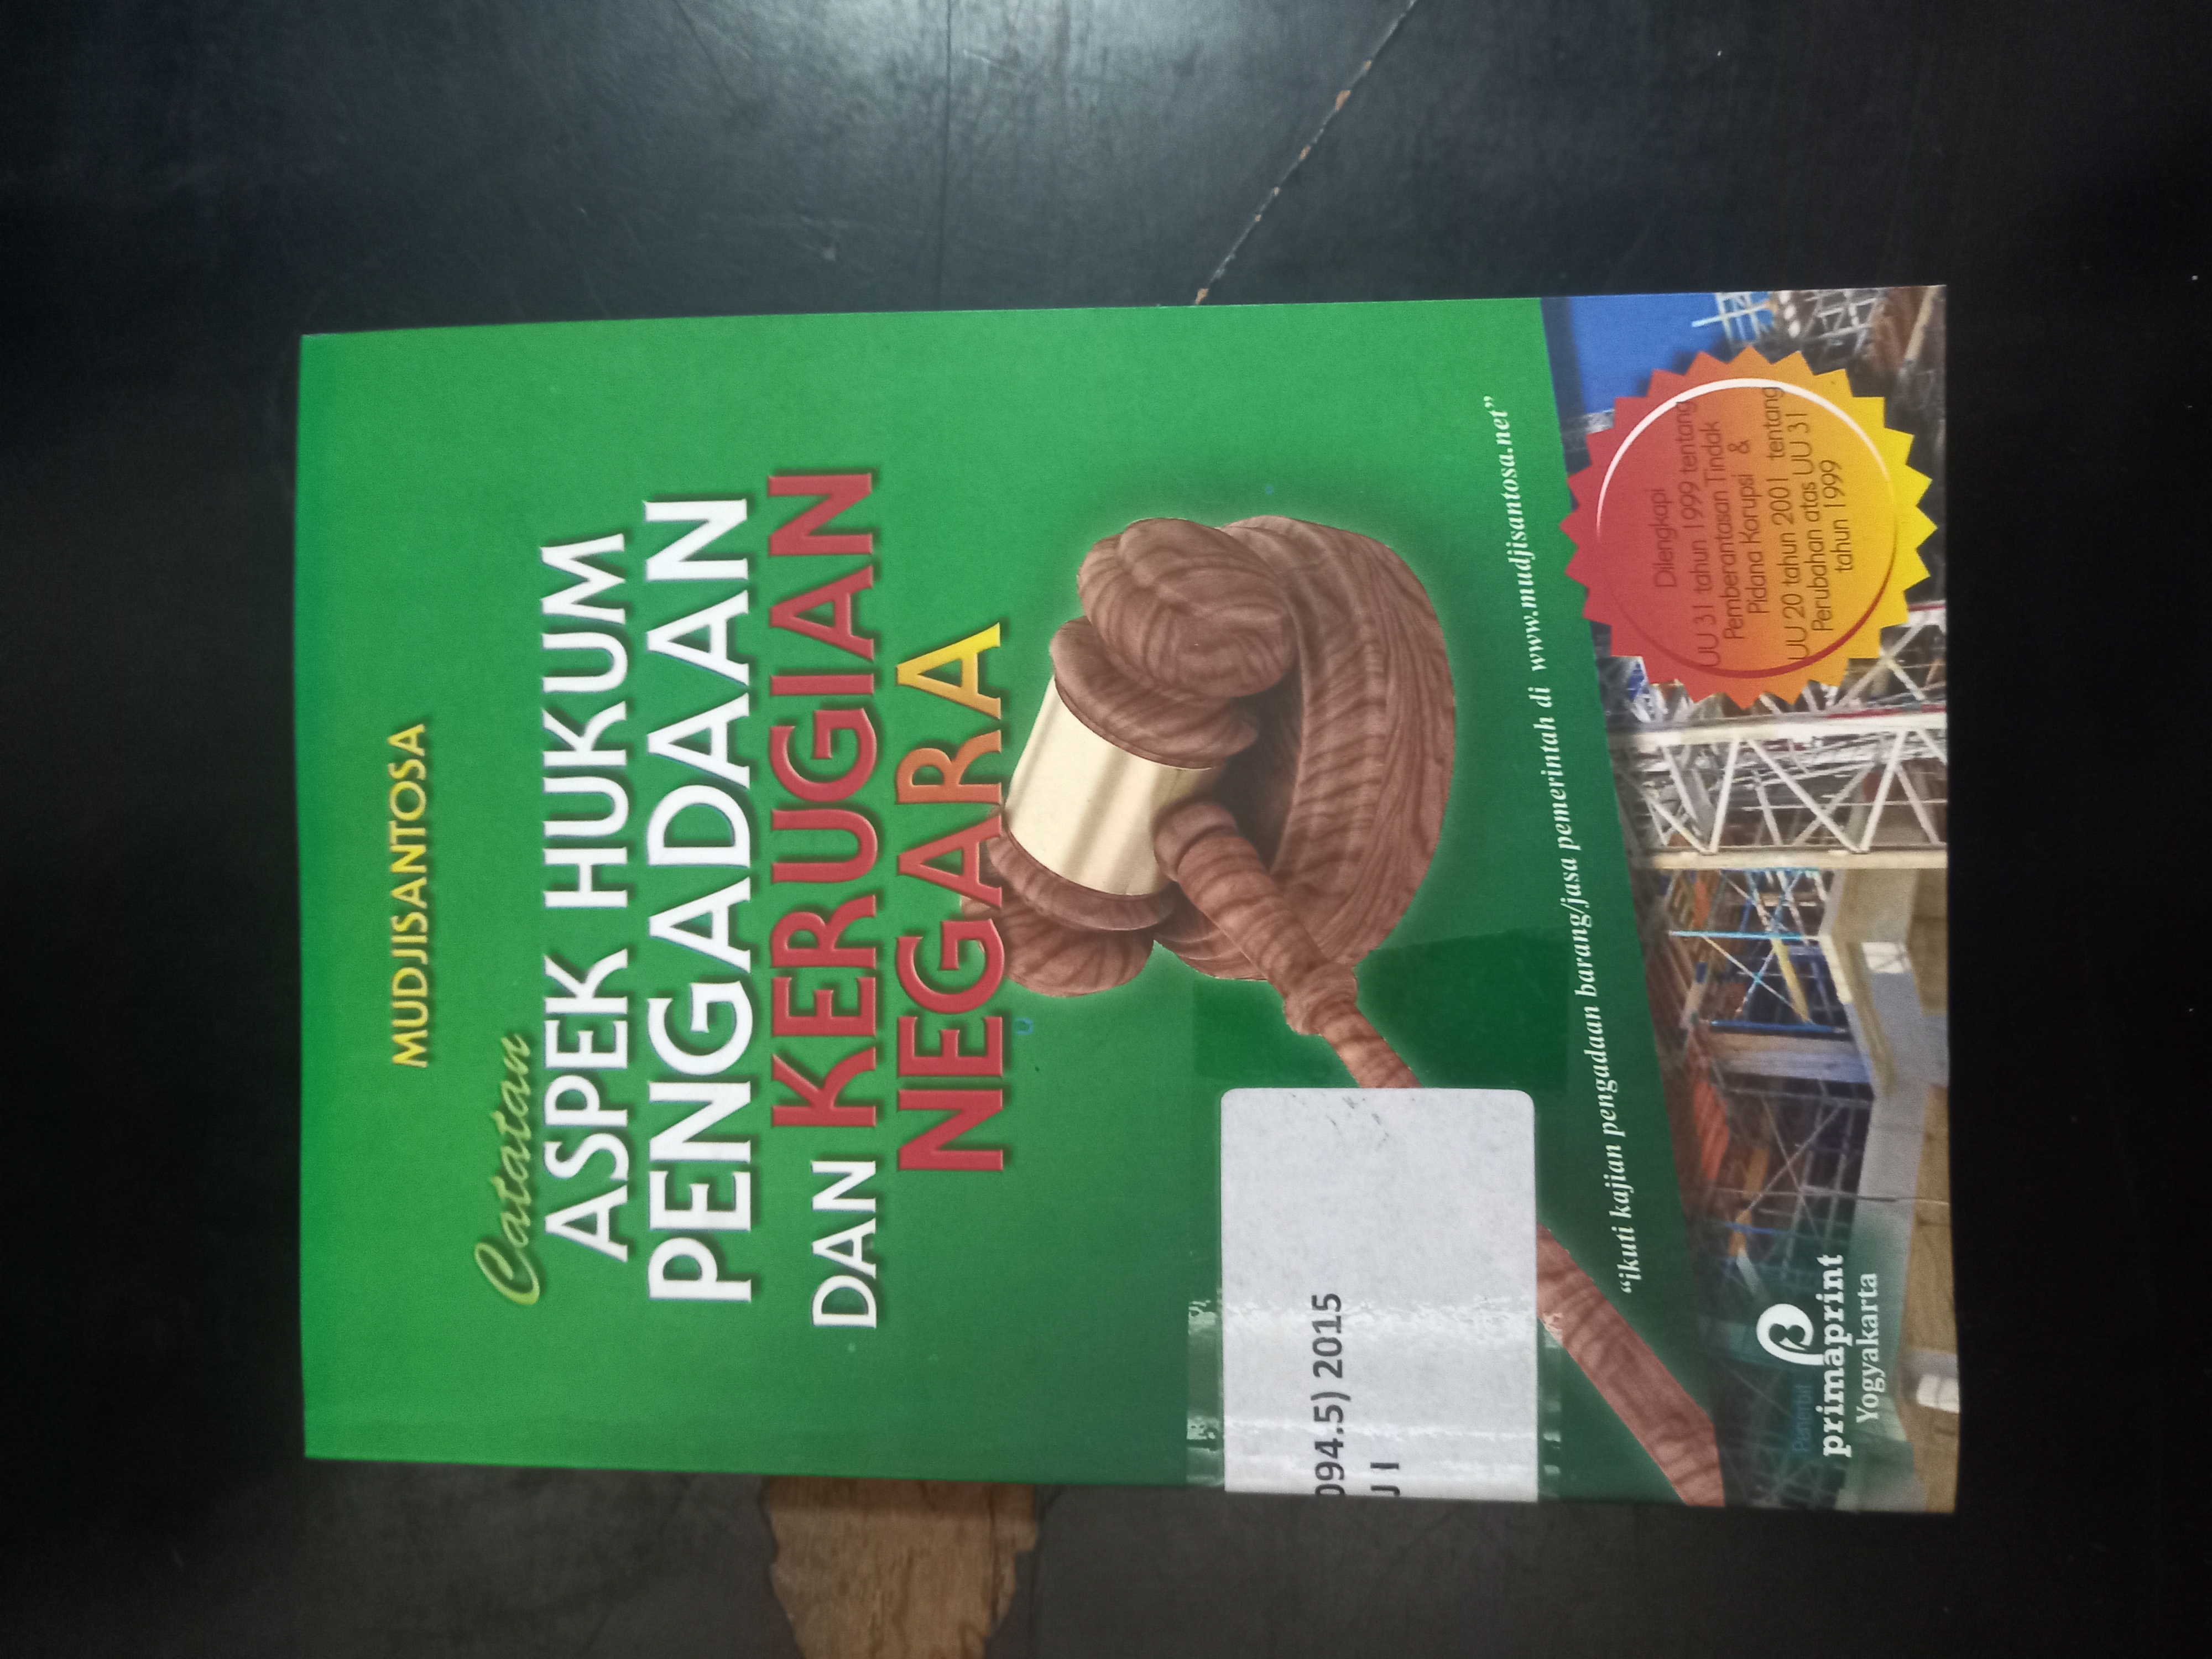 MUDJISANTOSA
Catatan
ASPEK HUKUM
PENGADAAN
DAN KERUGIAN
NEGARA
094.5) 2015
J I
"ikuti kajian pengadaan barang/jasa pemerintah di www.mudjisantosa.net"
Dilengkapi
UU 31 tahun 1999 tentang
Pemberantasan Tindak
Pidana Korupsi &
UU 20 tahun 2001 tentang
Perubahan atas UU 31
tahun 1999
Penerbit
primaprint
Yogyakarta